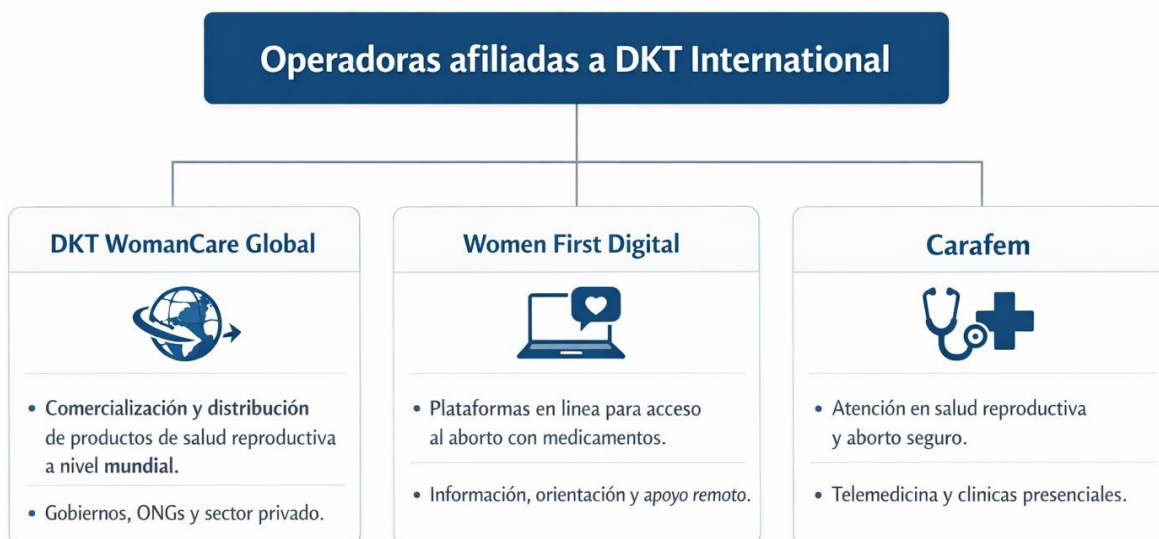 Operadoras afiliadas a DKT International
DKT WomanCare Global
• Comercialización y distribución
de productos de salud reproductiva
a nivel mundial.
• Gobiernos, ONGs y sector privado.
Women First Digital
• Plataformas en linea para acceso
al aborto con medicamentos.
• Información, orientación y apoyo remoto.
Carafem
• Atención en salud reproductiva
y aborto seguro.
• Telemedicina y clinicas presenciales.